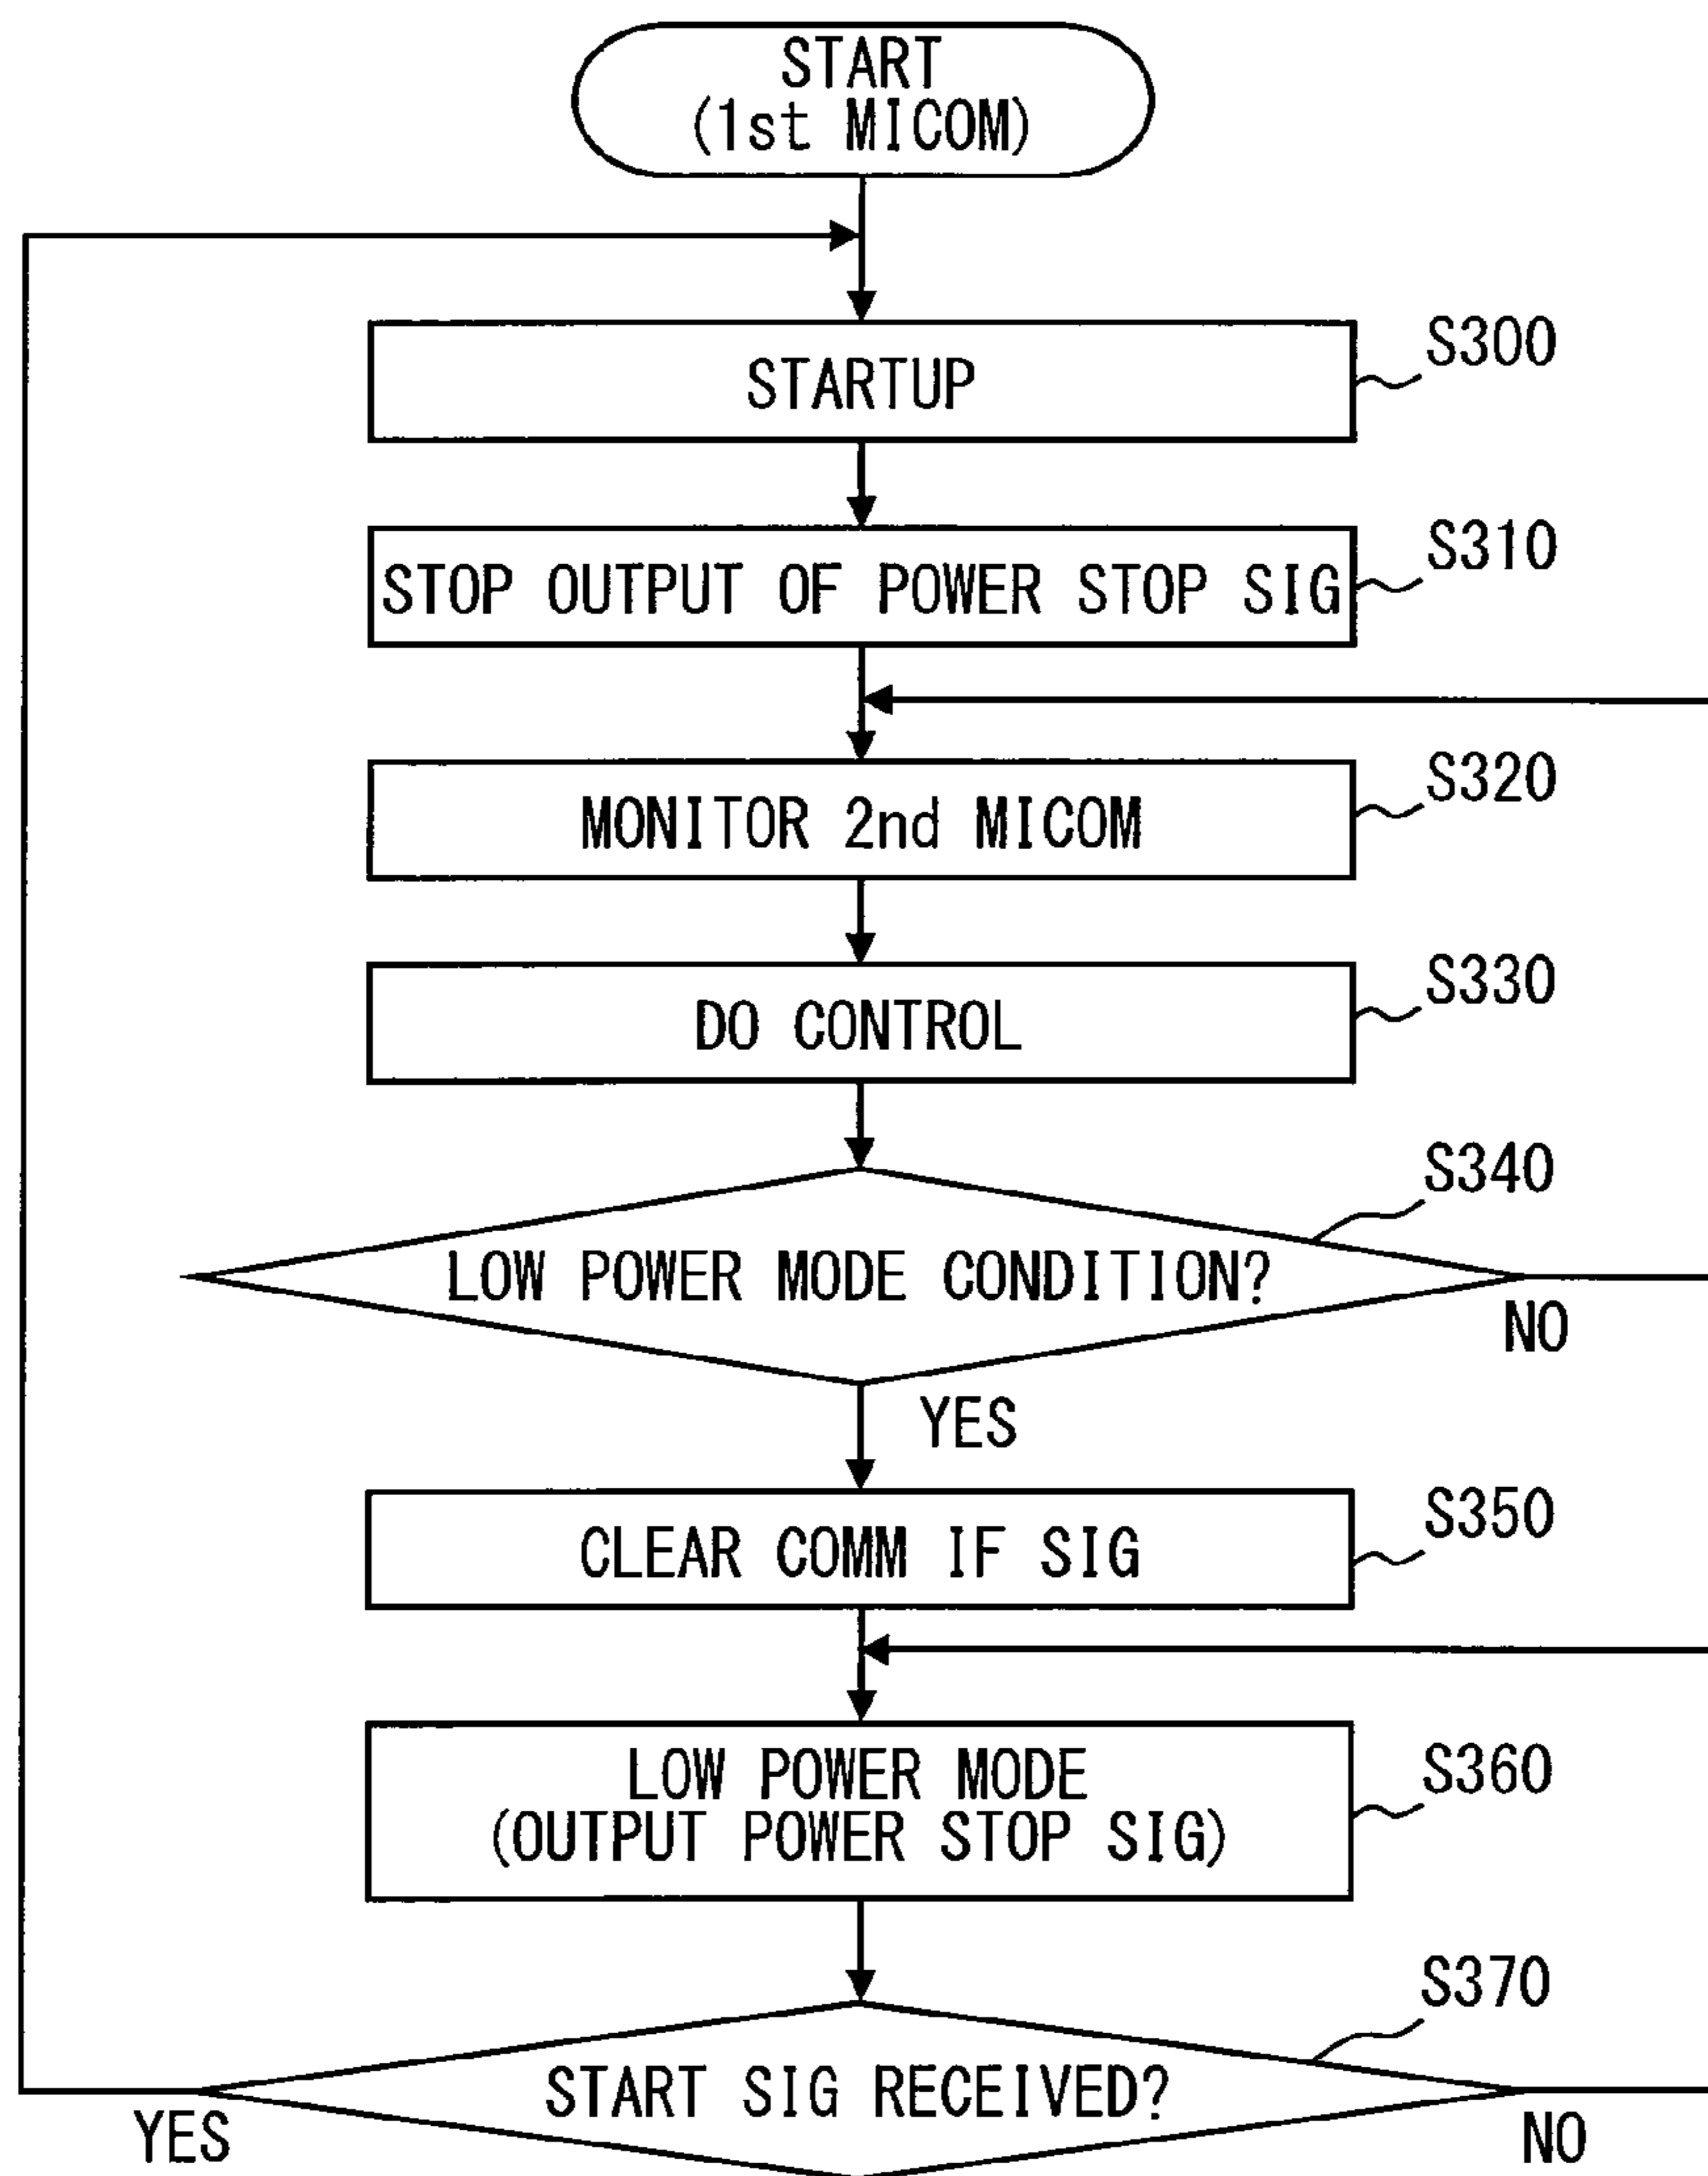 START
(1st MICOM)
STARTUP
S300
STOP OUTPUT OF POWER STOP SIG
S310
MONITOR 2nd MICOM
S320
DO CONTROL
S330
LOW POWER MODE CONDITION?
S340
NO
YES
CLEAR COMM IF SIG
S350
LOW POWER MODE
(OUTPUT POWER STOP SIG)
S360
START SIG RECEIVED?
S370
YES
NO